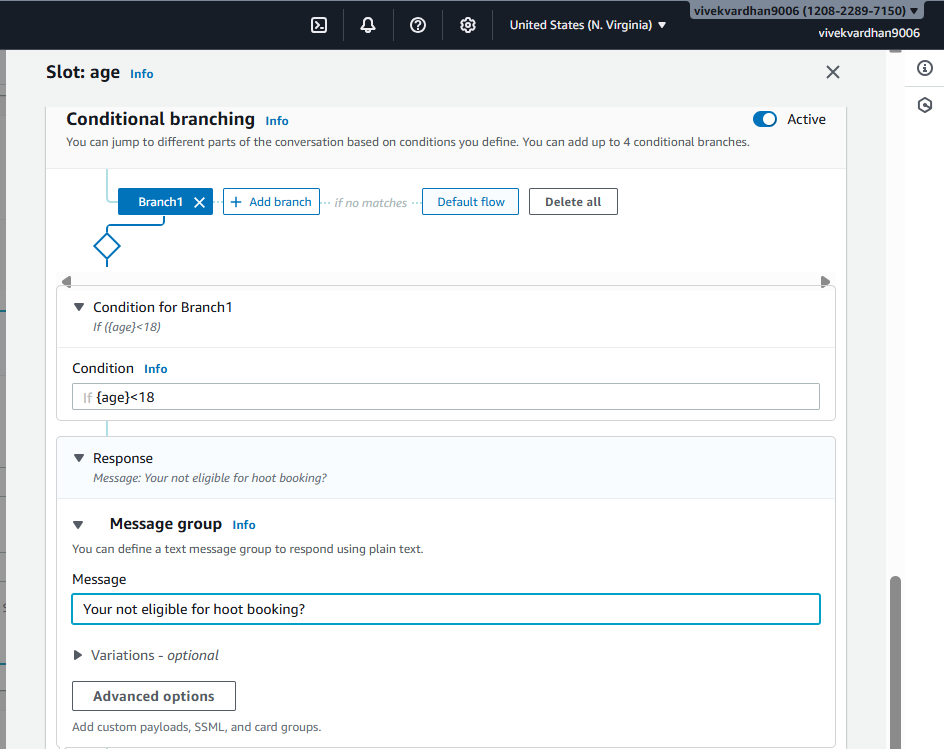 United States (N. Virginia)
vivekvardhan9006 (1208-2289-7150)
vivekvardhan9006
Slot: age Info
Conditional branching Info
Active
You can jump to different parts of the conversation based on conditions you define. You can add up to 4 conditional branches.
Branch1 Add branch if no matches Default flow Delete all
Condition for Branch1
If ({age}<18)
Condition Info
If {age}<18
Response
Message: Your not eligible for hoot booking?
Message group Info
You can define a text message group to respond using plain text.
Message
Your not eligible for hoot booking?
Variations - optional
Advanced options
Add custom payloads, SSML, and card groups.